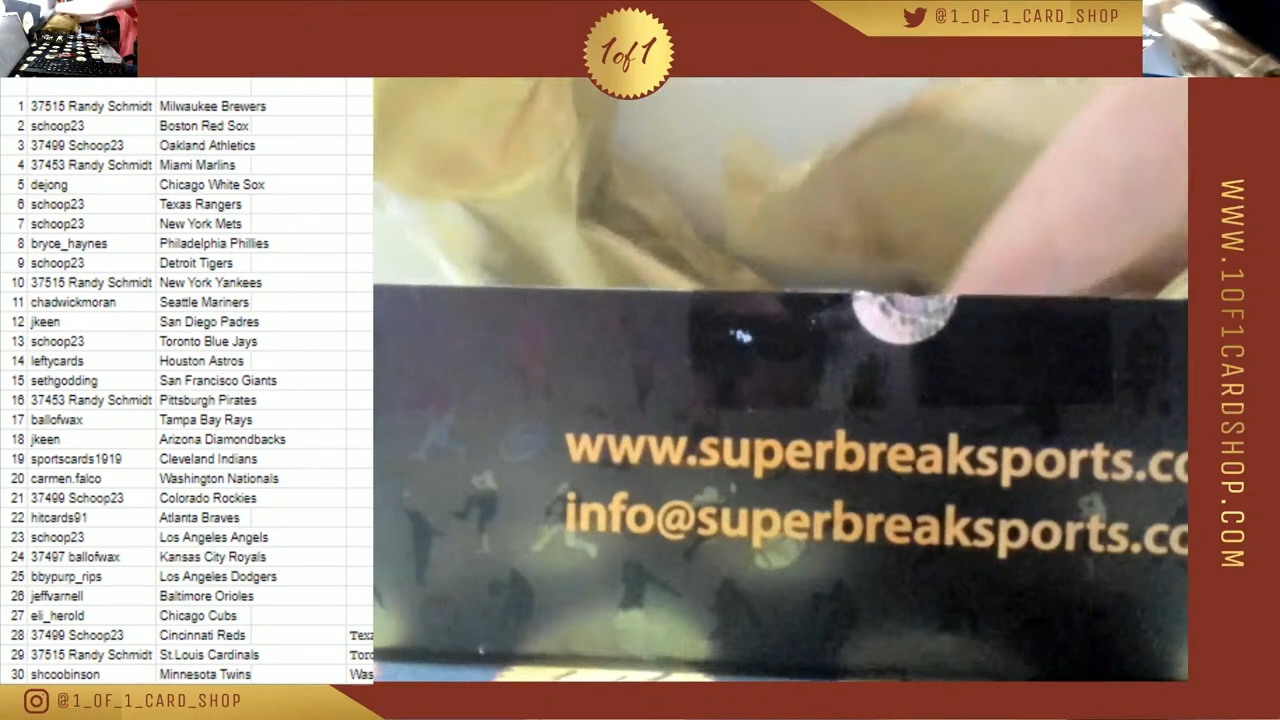 1of1
@1_OF_1_CARD_SHOP
1 37515 Randy Schmidt Milwaukee Brewers
2 schoop23 Boston Red Sox
3 37499 Schoop23 Oakland Athletics
4 37453 Randy Schmidt Miami Marlins
5 dejong Chicago White Sox
6 schoop23 Texas Rangers
7 schoop23 New York Mets
8 bryce_haynes Philadelphia Phillies
9 schoop23 Detroit Tigers
10 37515 Randy Schmidt New York Yankees
11 chadwickmoran Seattle Mariners
12 jkeen San Diego Padres
13 schoop23 Toronto Blue Jays
14 leftycards Houston Astros
15 sethgodding San Francisco Giants
16 37453 Randy Schmidt Pittsburgh Pirates
17 ballofwax Tampa Bay Rays
18 jkeen Arizona Diamondbacks
19 sportscards1919 Cleveland Indians
20 carmen.falco Washington Nationals
21 37499 Schoop23 Colorado Rockies
22 hitcards91 Atlanta Braves
23 schoop23 Los Angeles Angels
24 37497 ballofwax Kansas City Royals
25 bbypurp_rips Los Angeles Dodgers
26 jeffvarnell Baltimore Orioles
27 eli_herold Chicago Cubs
28 37499 Schoop23 Cincinnati Reds Texa
29 37515 Randy Schmidt St.Louis Cardinals Toro
30 shcoobinson Minnesota Twins Was
www.superbreaksports.co
info@superbreaksports.co
WWW.1OF1CARDSHOP.COM
@1_OF_1_CARD_SHOP